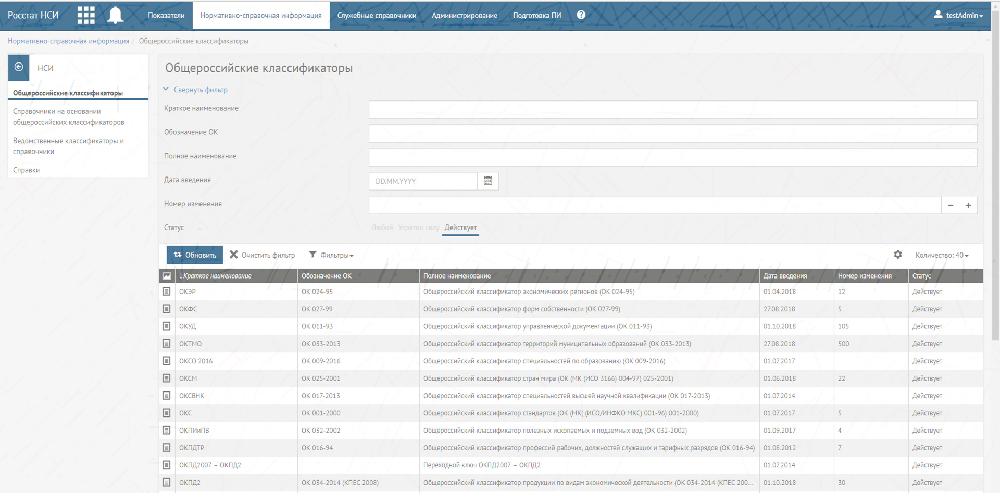 Росстат НСИ
Показатели
Нормативно-справочная информация
Служебные справочники
Администрирование
Подготовка ПИ
?
testAdmin
Нормативно-справочная информация / Общероссийские классификаторы
НСИ
Общероссийские классификаторы
Справочники на основании
общероссийских классификаторов
Ведомственные классификаторы и
справочники
Справки
Общероссийские классификаторы
Свернуть фильтр
Краткое наименование
Обозначение ОК
Полное наименование
Дата введения DD.MM.YYYY
Номер изменения − +
Статус Любой Утратил силу Действует
Обновить Очистить фильтр Фильтры Количество: 40
↓Краткое наименование Обозначение ОК Полное наименование Дата введения Номер изменения Статус
ОКЭР ОК 024-95 Общероссийский классификатор экономических регионов (ОК 024-95) 01.04.2018 12 Действует
ОКФС ОК 027-99 Общероссийский классификатор форм собственности (ОК 027-99) 27.08.2018 5 Действует
ОКУД ОК 011-93 Общероссийский классификатор управленческой документации (ОК 011-93) 01.10.2018 105 Действует
ОКТМО ОК 033-2013 Общероссийский классификатор территорий муниципальных образований (ОК 033-2013) 27.08.2018 500 Действует
ОКСО 2016 ОК 009-2016 Общероссийский классификатор специальностей по образованию (ОК 009-2016) 01.07.2017 Действует
ОКСМ ОК 025-2001 Общероссийский классификатор стран мира (ОК (МК (ИСО 3166) 004-97) 025-2001) 01.06.2018 22 Действует
ОКСВНК ОК 017-2013 Общероссийский классификатор специальностей высшей научной квалификации (ОК 017-2013) 01.07.2014 Действует
ОКС ОК 001-2000 Общероссийский классификатор стандартов (ОК (МК( (ИСО/ИНФКО МКС) 001-96) 001-2000) 01.07.2017 5 Действует
ОКПИиПВ ОК 032-2002 Общероссийский классификатор полезных ископаемых и подземных вод (ОК 032-2002) 01.09.2017 4 Действует
ОКПДТР ОК 016-94 Общероссийский классификатор профессий рабочих, должностей служащих и тарифных разрядов (ОК 016-94) 01.08.2012 7 Действует
ОКПД2007 – ОКПД2 Переходной ключ ОКПД2007 – ОКПД2 01.07.2014 Действует
ОКПД2 ОК 034-2014 (КПЕС 2008) Общероссийский классификатор продукции по видам экономической деятельности (ОК 034-2014 (КПЕС 200... 01.10.2018 30 Действует